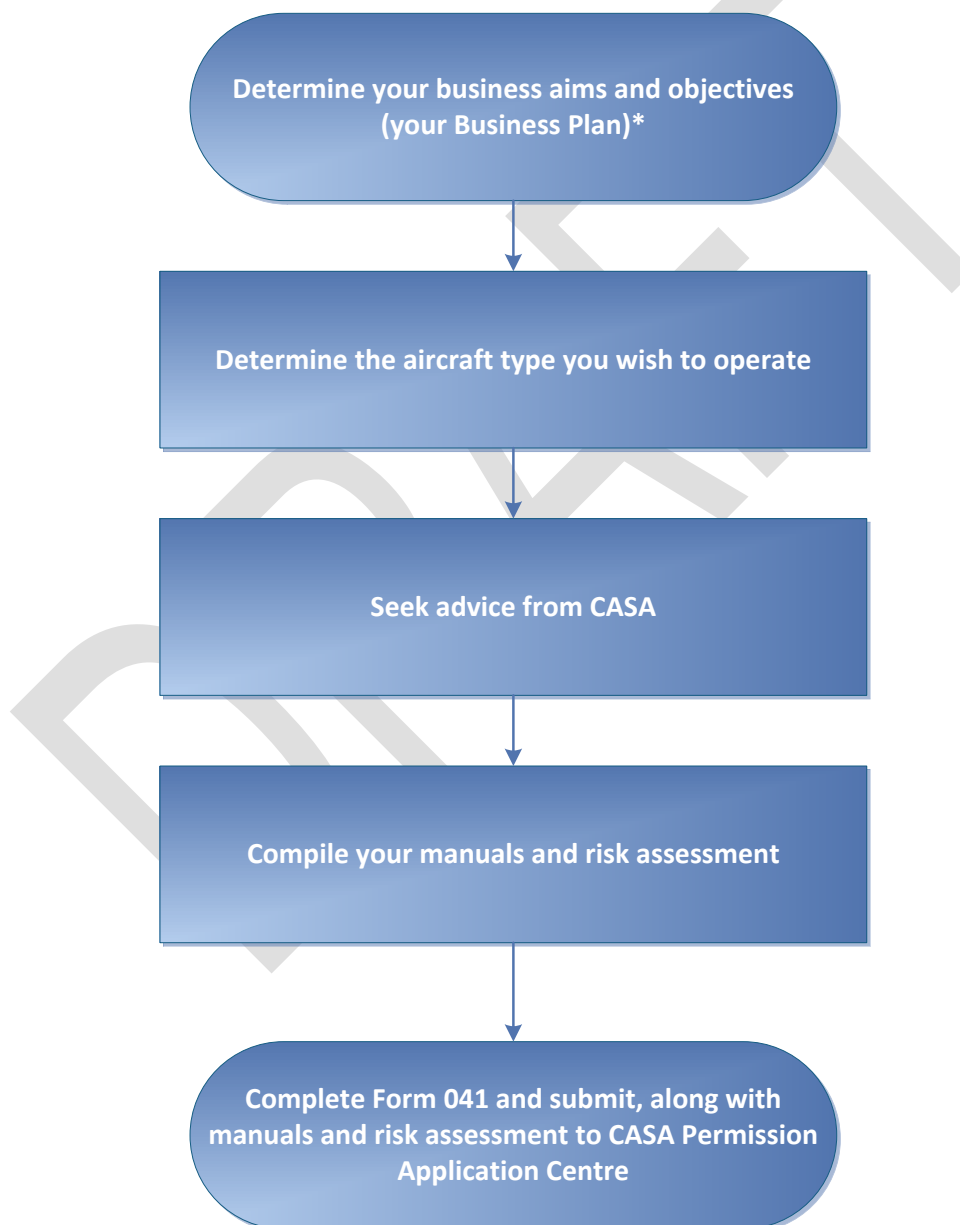 Determine your business aims and objectives
(your Business Plan)*
Determine the aircraft type you wish to operate
Seek advice from CASA
Compile your manuals and risk assessment
Complete Form 041 and submit, along with
manuals and risk assessment to CASA Permission
Application Centre
DRAFT